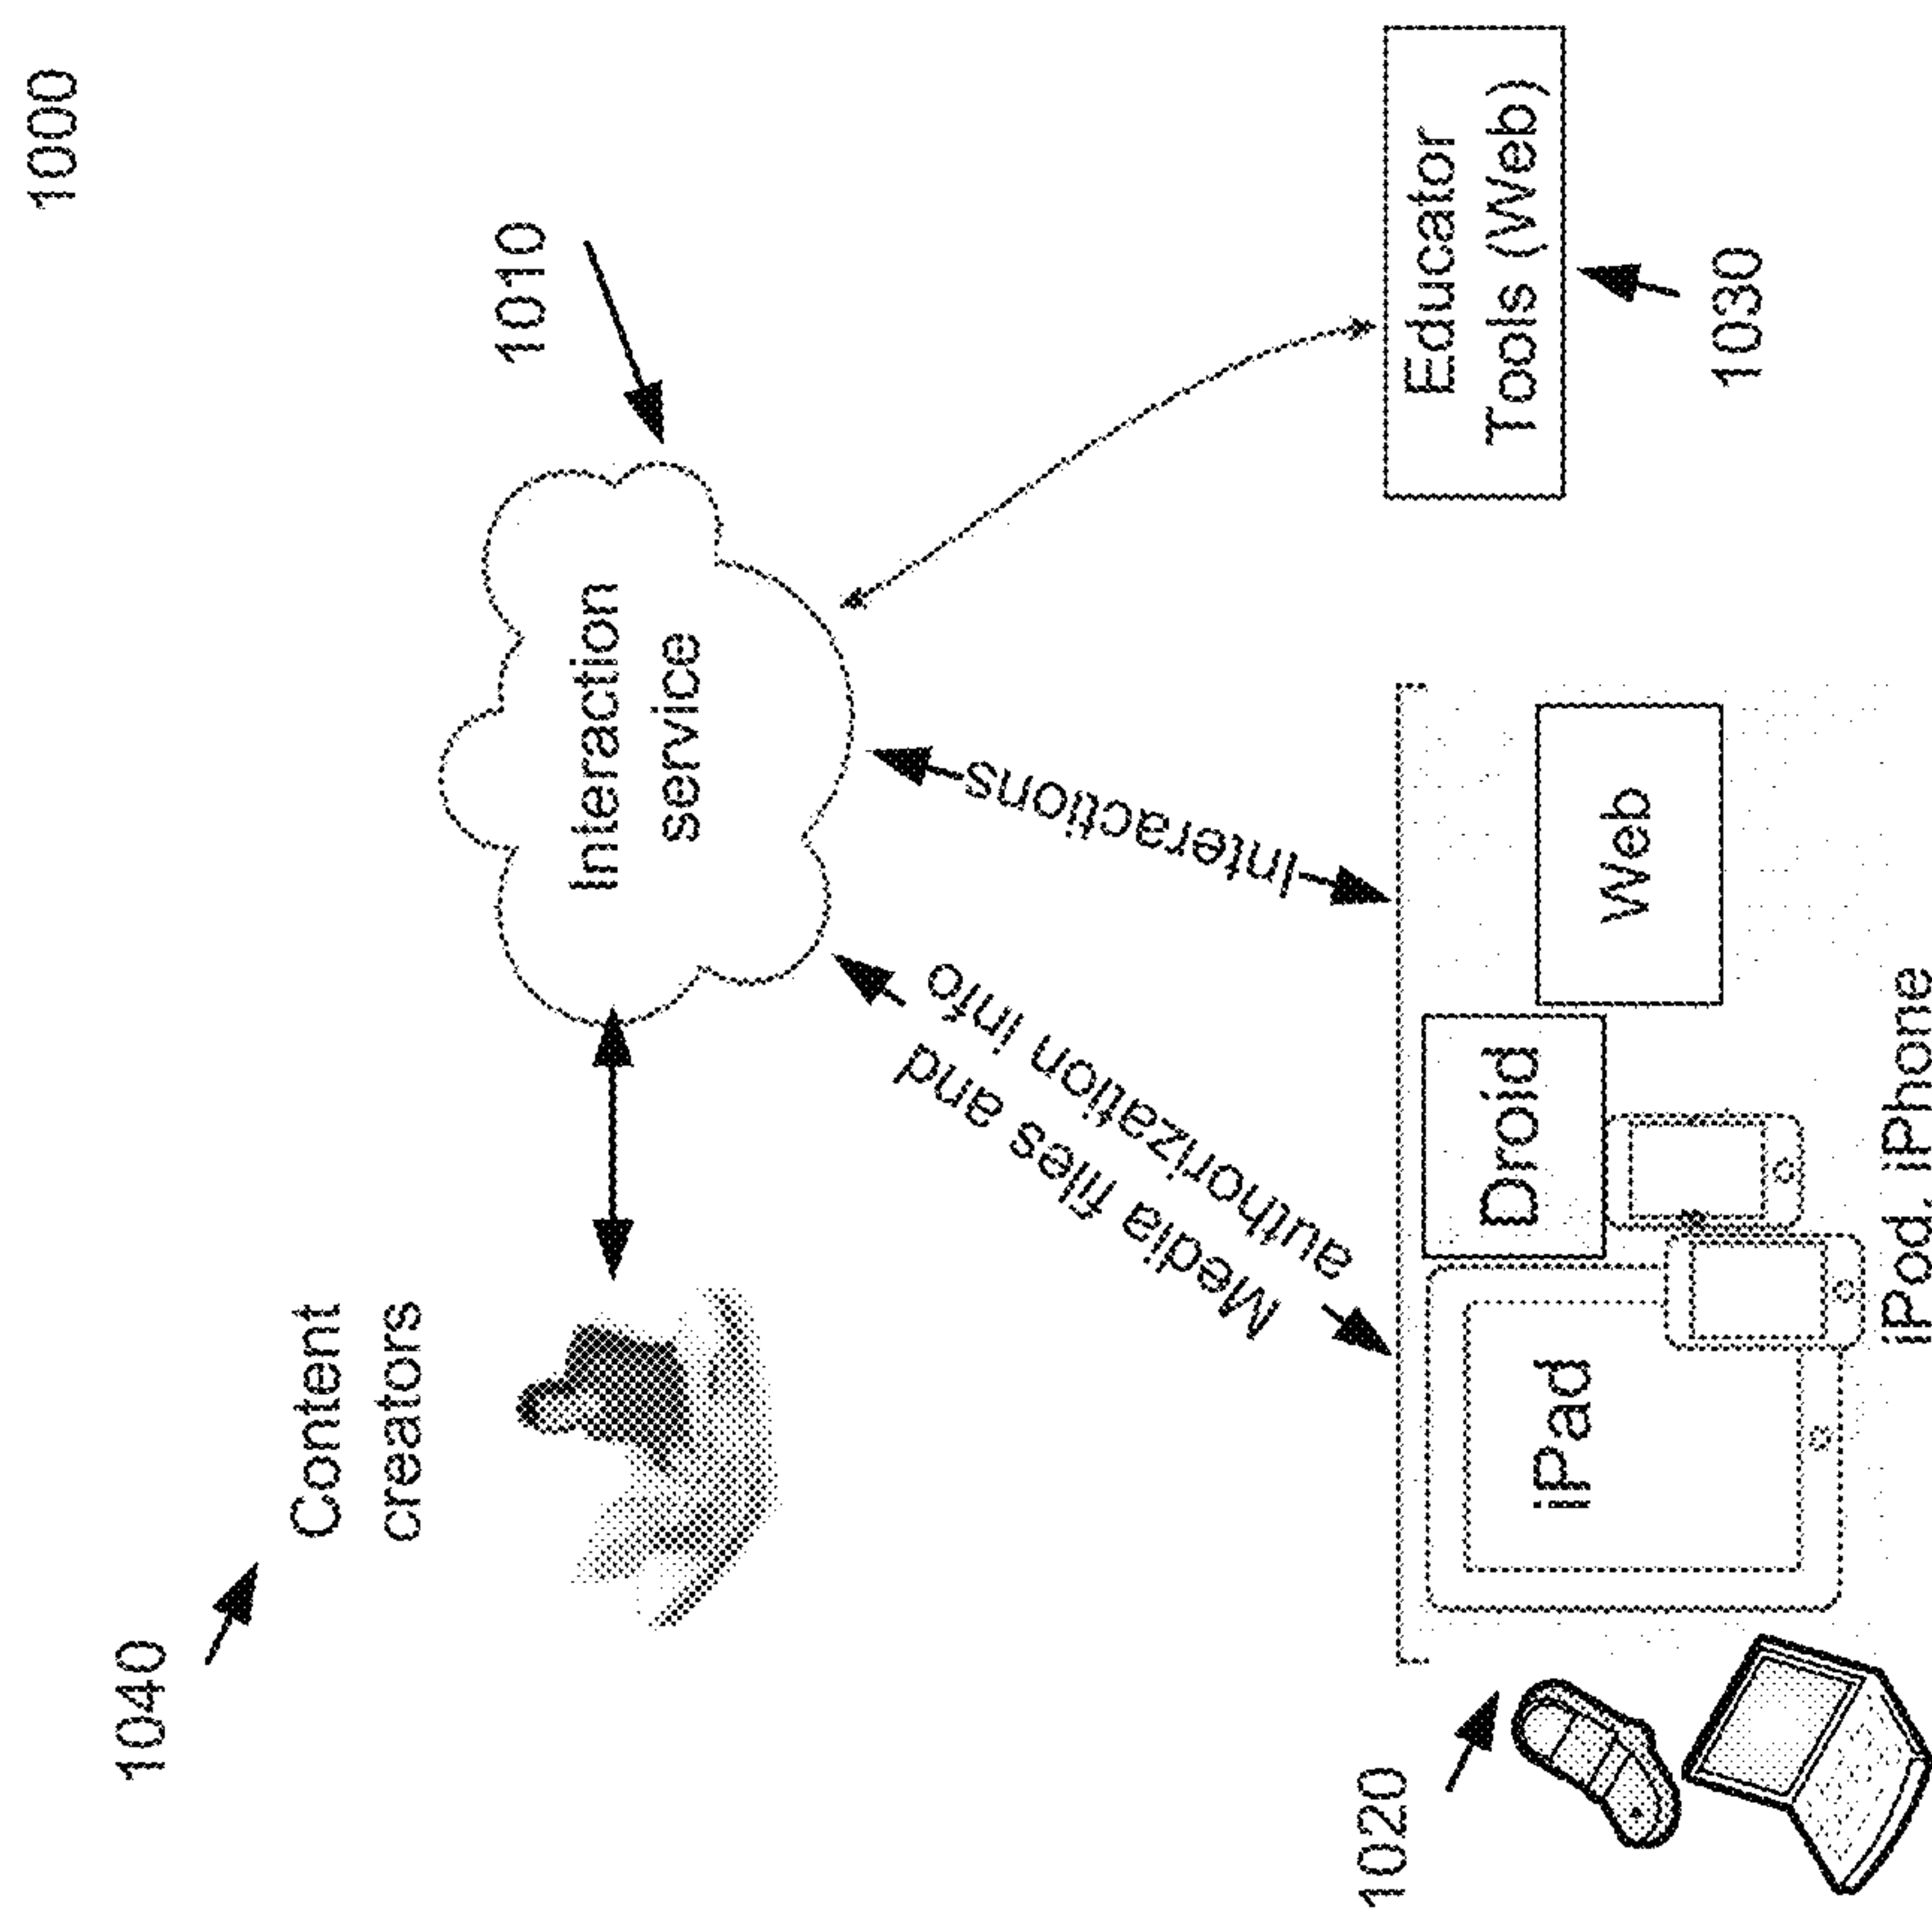 1000
1040
Content
creators
1010
Interaction
service
Media files and
authorization info
Interactions
1020
iPad
Droid
Web
Educator
Tools (Web)
1030
iPod, iPhone